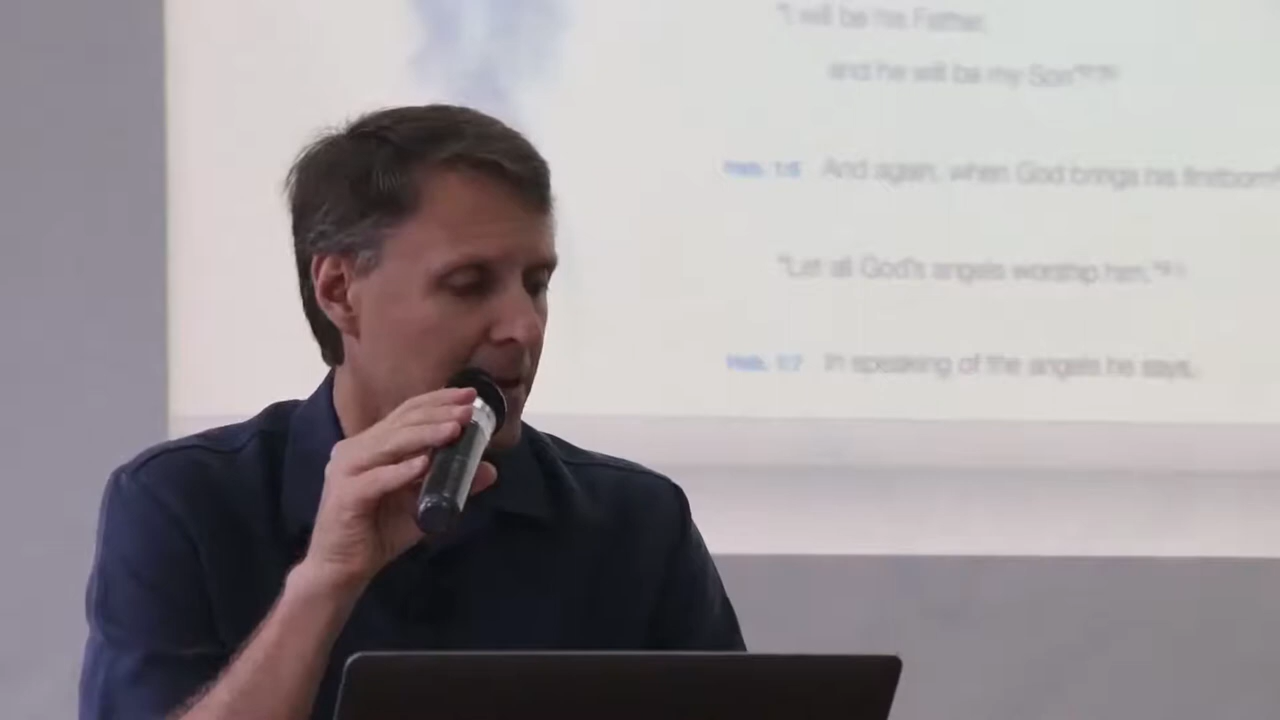 "I will be his Father,
and he will be my Son"
Heb. 1:6 And again, when God brings his firstborn
"Let all God's angels worship him."
Heb. 1:7 In speaking of the angels he says,